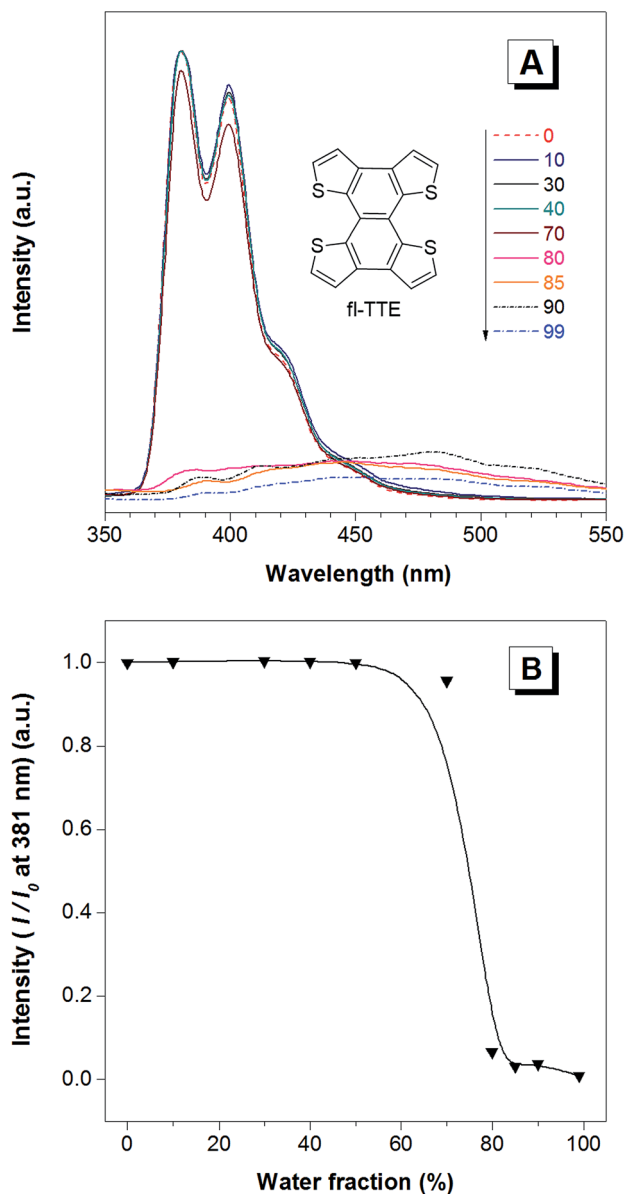 A
0
10
30
40
70
80
85
90
99
S S
S S
fl-TTE
Intensity (a.u.)
350 400 450 500 550
Wavelength (nm)
B
1.0
0.8
0.6
0.4
0.2
0.0
Intensity ( I / I0 at 381 nm) (a.u.)
0 20 40 60 80 100
Water fraction (%)